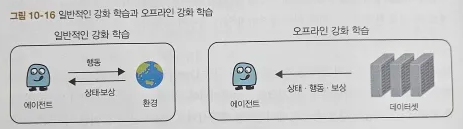 그림 10-16 일반적인 강화 학습과 오프라인 강화 학습
일반적인 강화 학습
행동
상태·보상
에이전트
환경
오프라인 강화 학습
상태 · 행동 · 보상
에이전트
데이터셋